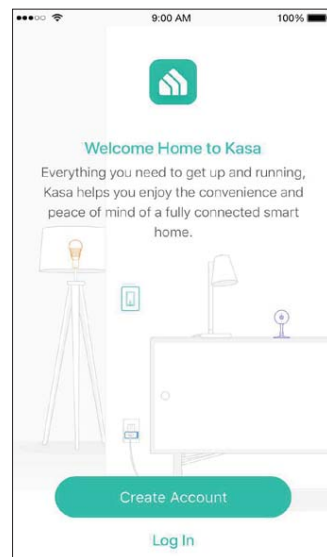 9:00 AM
100%
Welcome Home to Kasa
Everything you need to get up and running,
Kasa helps you enjoy the convenience and
peace of mind of a fully connected smart
home.
Create Account
Log In